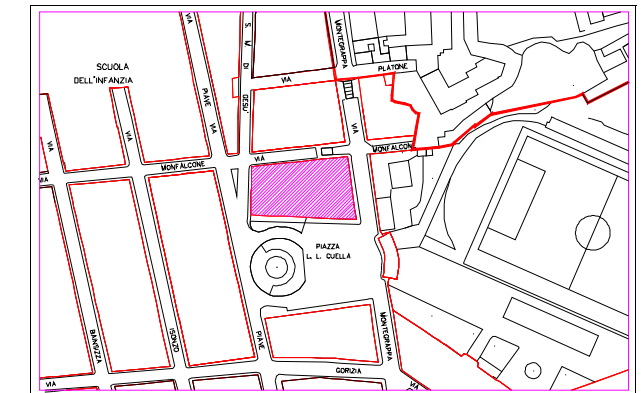 SCUOLA
DELL'INFANZIA
VIA
PIAVE
VIA
S. M. DI GESU'
VIA
MONTEGRAPPA
PLATONE
VIA
VIA
VIA
MONFALCONE
VIA
MONFALCONE
VIA
PIAZZA
L. L. CUELLA
BAINSIZZA
ISONZO
PIAVE
MONTEGRAPPA
GORIZIA
VIA
VIA
VIA